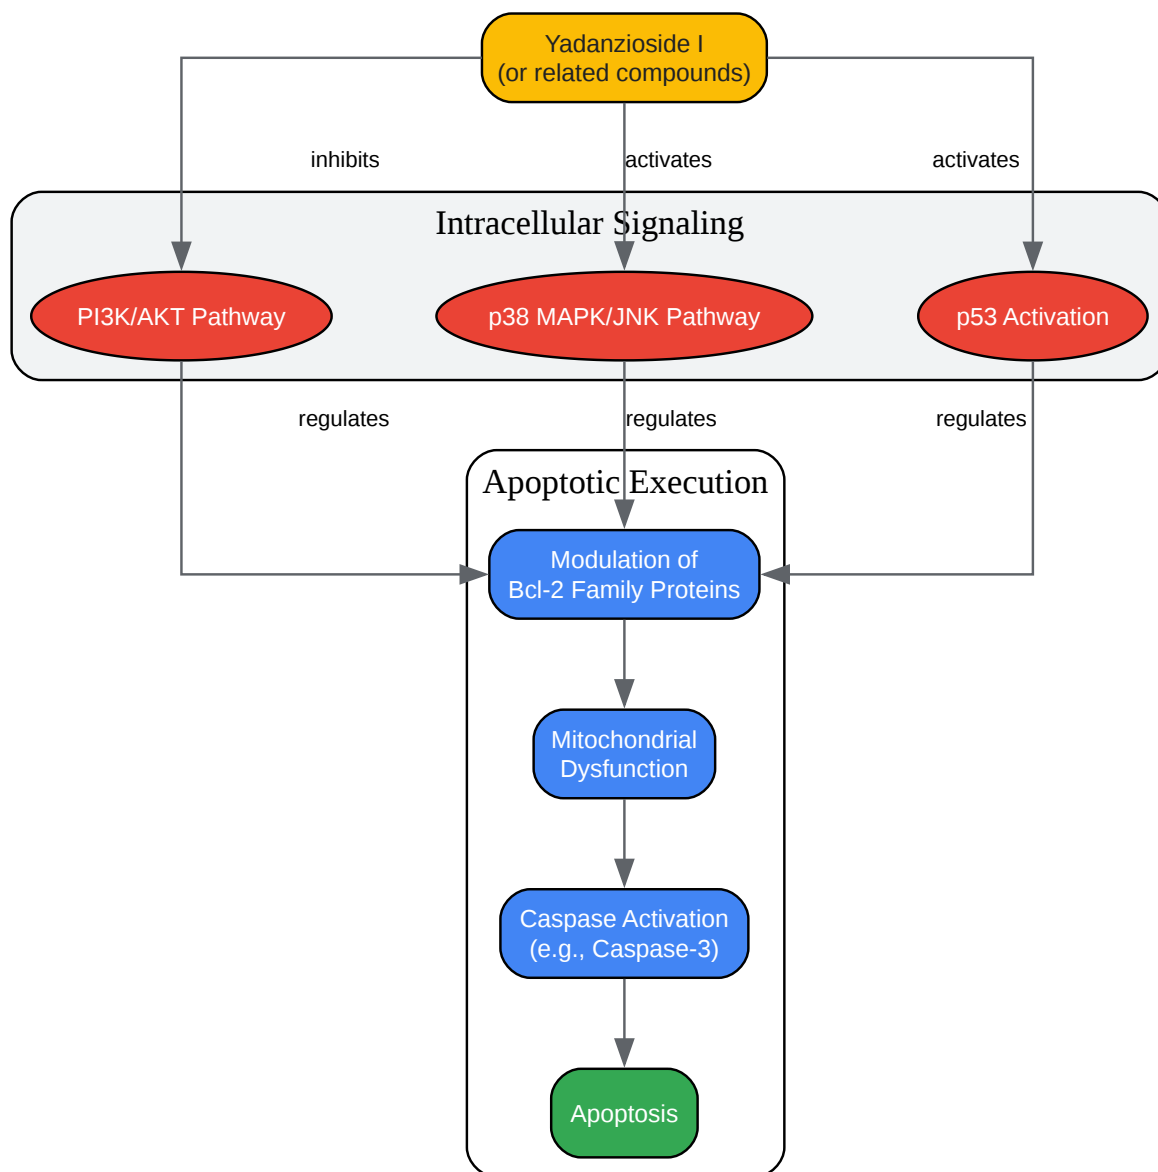 Yadanzioside I
(or related compounds)
inhibits
activates
activates
Intracellular Signaling
PI3K/AKT Pathway
p38 MAPK/JNK Pathway
p53 Activation
regulates
regulates
regulates
Apoptotic Execution
Modulation of
Bcl-2 Family Proteins
Mitochondrial
Dysfunction
Caspase Activation
(e.g., Caspase-3)
Apoptosis